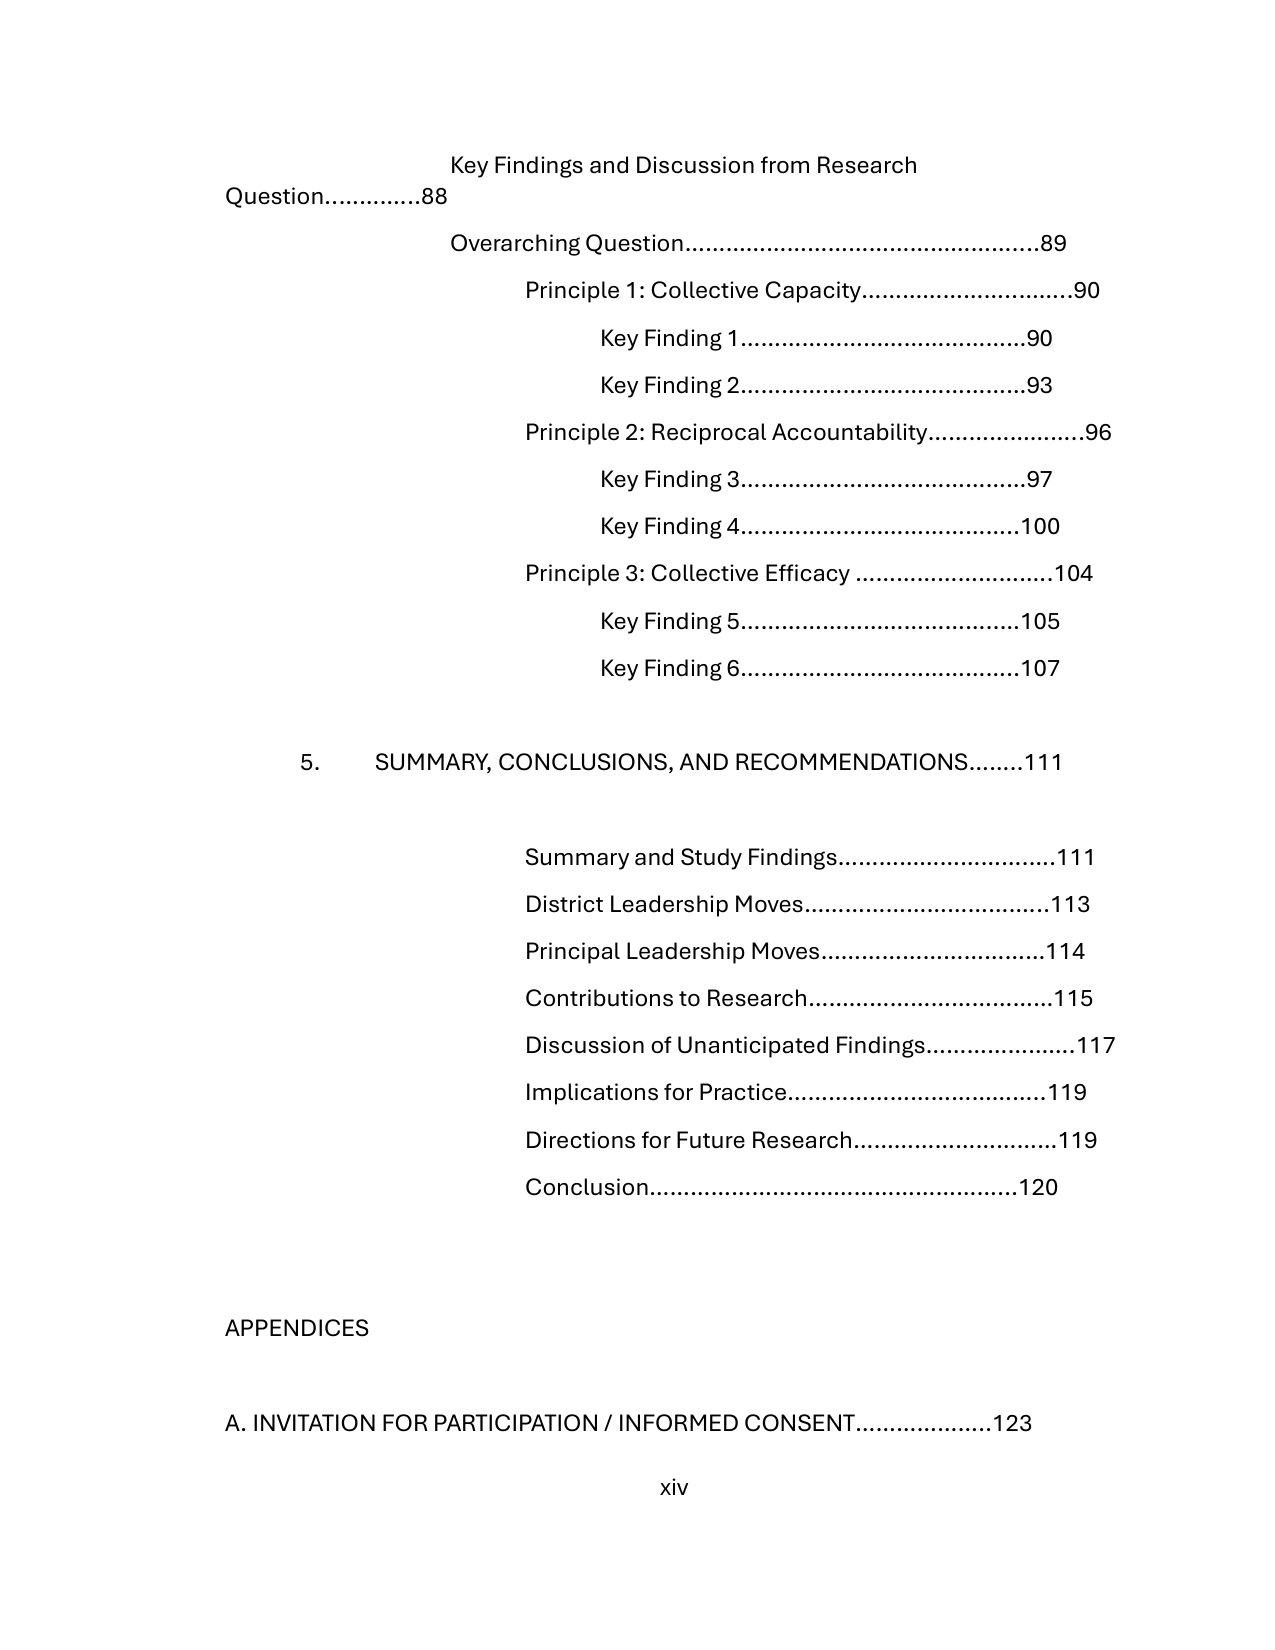 Key Findings and Discussion from Research
Question..............88
Overarching Question....................................................89
Principle 1: Collective Capacity...............................90
Key Finding 1..........................................90
Key Finding 2..........................................93
Principle 2: Reciprocal Accountability.......................96
Key Finding 3..........................................97
Key Finding 4.........................................100
Principle 3: Collective Efficacy .............................104
Key Finding 5.........................................105
Key Finding 6.........................................107
5. SUMMARY, CONCLUSIONS, AND RECOMMENDATIONS........111
Summary and Study Findings................................111
District Leadership Moves....................................113
Principal Leadership Moves.................................114
Contributions to Research....................................115
Discussion of Unanticipated Findings......................117
Implications for Practice......................................119
Directions for Future Research..............................119
Conclusion......................................................120
APPENDICES
A. INVITATION FOR PARTICIPATION / INFORMED CONSENT....................123
xiv